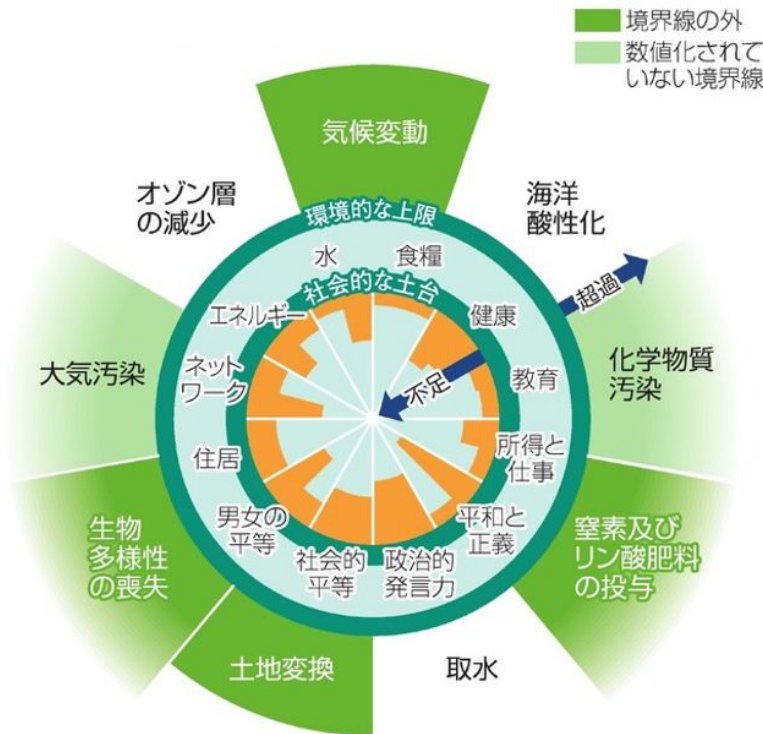 境界線の外
数値化されて
いない境界線
気候変動
オゾン層
の減少
海洋
酸性化
環境的な上限
水
食糧
社会的な土台
エネルギー
健康
超過
大気汚染
ネット
ワーク
不足
教育
化学物質
汚染
住居
所得と
仕事
生物
多様性
の喪失
男女の
平等
社会的
平等
政治的
発言力
平和と
正義
窒素及び
リン酸肥料
の投与
土地変換
取水